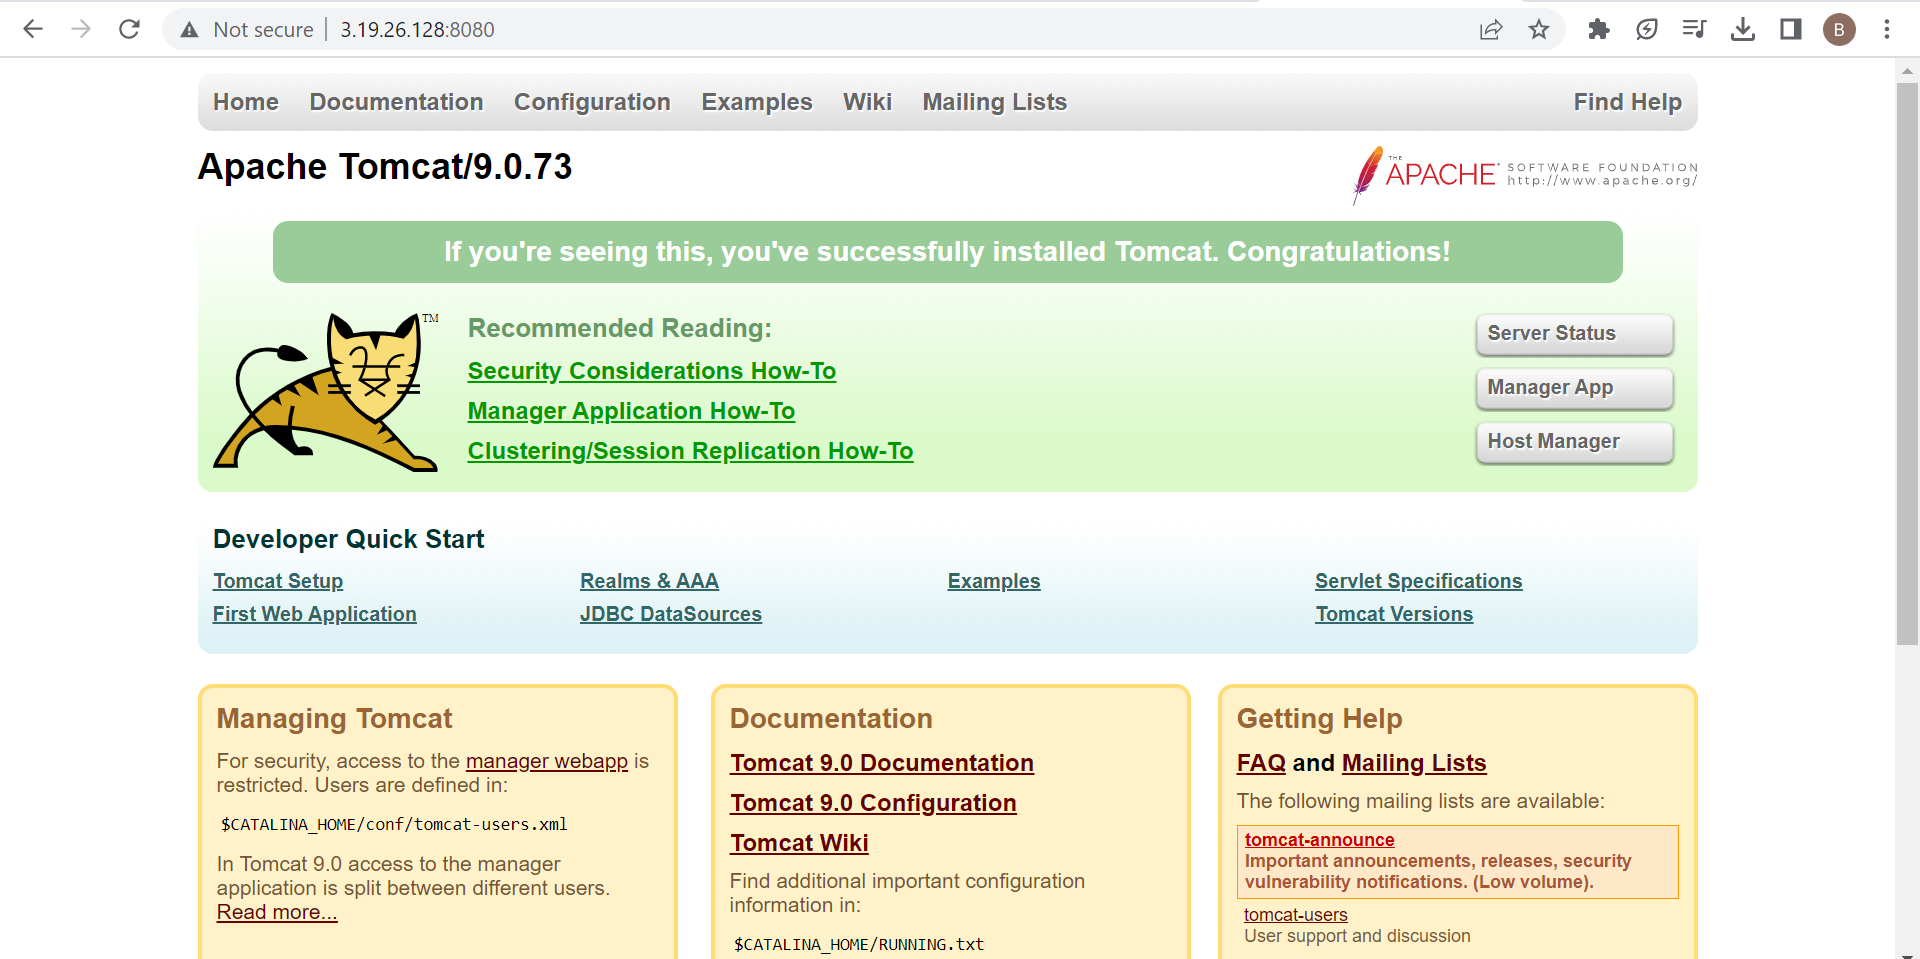 Not secure 3.19.26.128:8080
B
Home Documentation Configuration Examples Wiki Mailing Lists Find Help
Apache Tomcat/9.0.73
THE APACHE® SOFTWARE FOUNDATION
http://www.apache.org/
If you're seeing this, you've successfully installed Tomcat. Congratulations!
TM
Recommended Reading:
Security Considerations How-To
Manager Application How-To
Clustering/Session Replication How-To
Server Status
Manager App
Host Manager
Developer Quick Start
Tomcat Setup
First Web Application
Realms & AAA
JDBC DataSources
Examples
Servlet Specifications
Tomcat Versions
Managing Tomcat
For security, access to the manager webapp is
restricted. Users are defined in:
$CATALINA_HOME/conf/tomcat-users.xml
In Tomcat 9.0 access to the manager
application is split between different users.
Read more...
Documentation
Tomcat 9.0 Documentation
Tomcat 9.0 Configuration
Tomcat Wiki
Find additional important configuration
information in:
$CATALINA_HOME/RUNNING.txt
Getting Help
FAQ and Mailing Lists
The following mailing lists are available:
tomcat-announce
Important announcements, releases, security
vulnerability notifications. (Low volume).
tomcat-users
User support and discussion